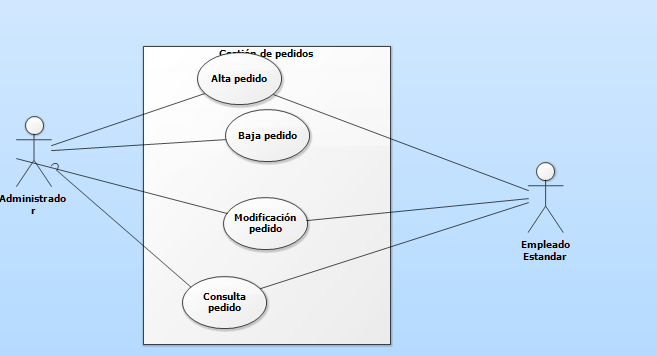 Gestión de pedidos
Alta pedido
Baja pedido
Modificación
pedido
Consulta
pedido
Administrado
r
Empleado
Estandar